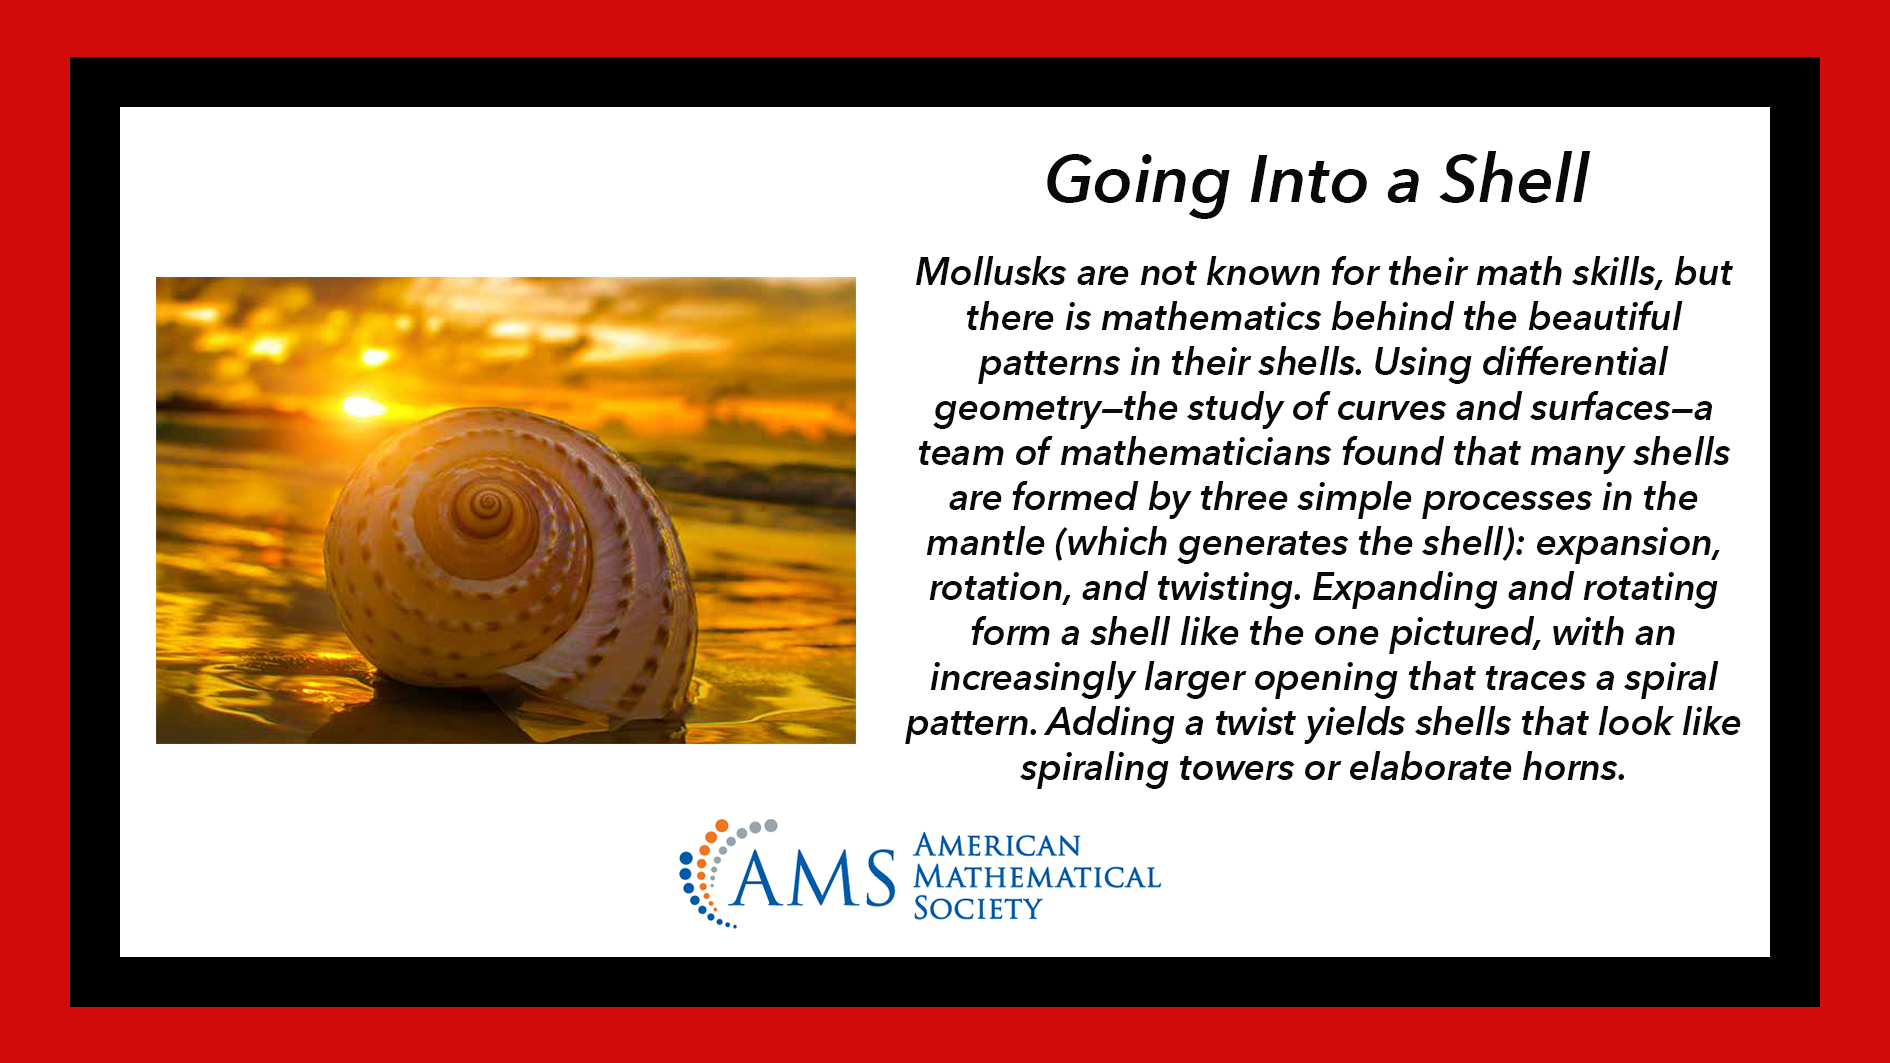 Going Into a Shell
Mollusks are not known for their math skills, but
there is mathematics behind the beautiful
patterns in their shells. Using differential
geometry—the study of curves and surfaces—a
team of mathematicians found that many shells
are formed by three simple processes in the
mantle (which generates the shell): expansion,
rotation, and twisting. Expanding and rotating
form a shell like the one pictured, with an
increasingly larger opening that traces a spiral
pattern. Adding a twist yields shells that look like
spiraling towers or elaborate horns.
AMS
AMERICAN
MATHEMATICAL
SOCIETY